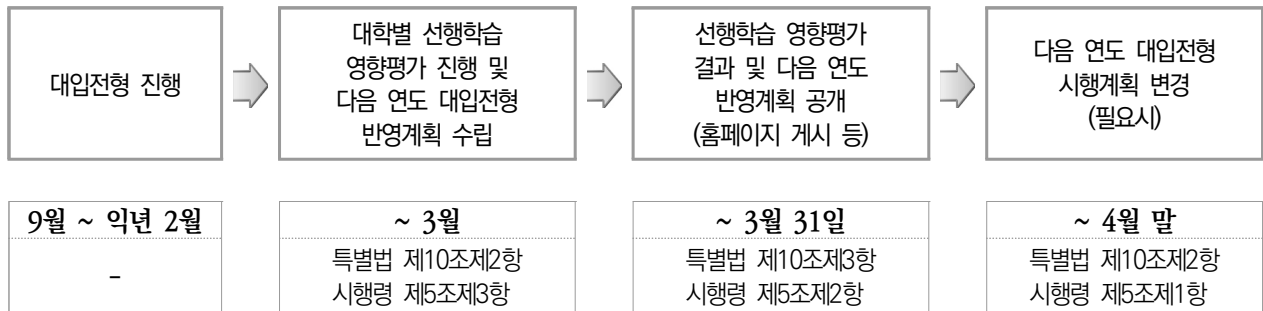 대입전형 진행
대학별 선행학습
영향평가 진행 및
다음 연도 대입전형
반영계획 수립
선행학습 영향평가
결과 및 다음 연도
반영계획 공개
(홈페이지 게시 등)
다음 연도 대입전형
시행계획 변경
(필요시)
9월 ~ 익년 2월
-
~ 3월
특별법 제10조제2항
시행령 제5조제3항
~ 3월 31일
특별법 제10조제3항
시행령 제5조제2항
~ 4월 말
특별법 제10조제2항
시행령 제5조제1항